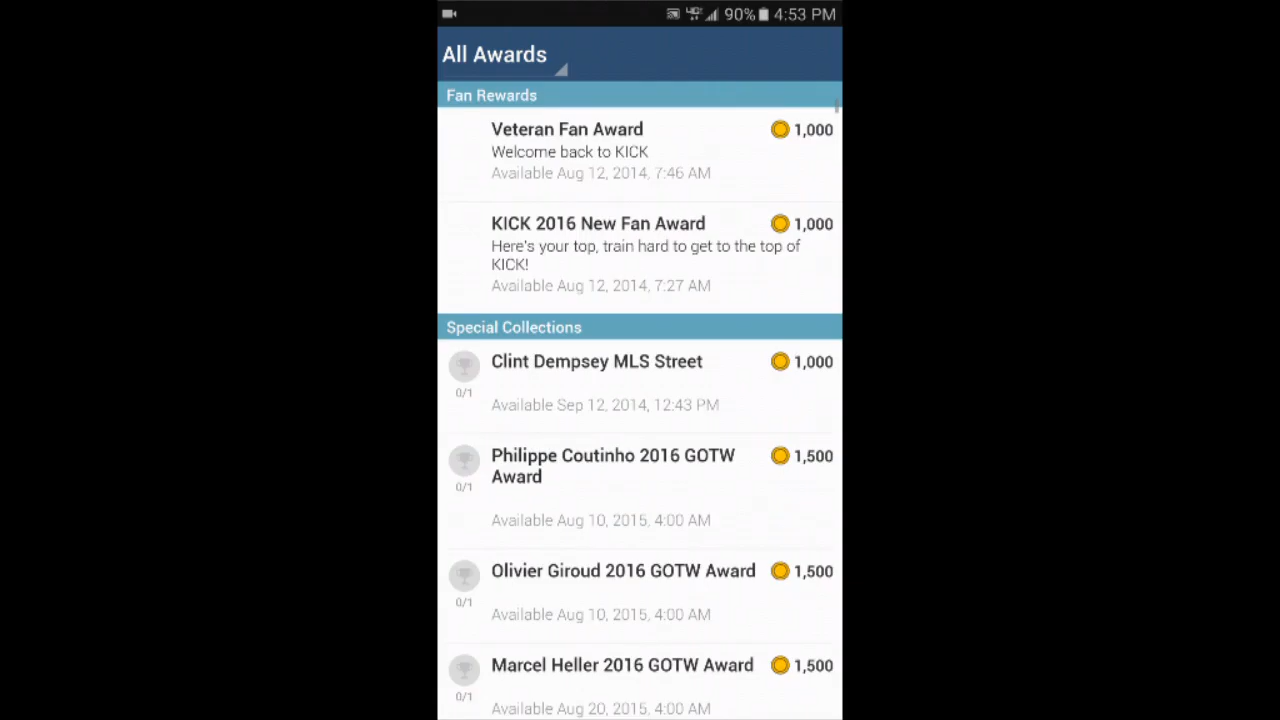 90% 4:53 PM
All Awards
Fan Rewards
Veteran Fan Award 1,000
Welcome back to KICK
Available Aug 12, 2014, 7:46 AM
KICK 2016 New Fan Award 1,000
Here's your top, train hard to get to the top of
KICK!
Available Aug 12, 2014, 7:27 AM
Special Collections
Clint Dempsey MLS Street 1,000
0/1
Available Sep 12, 2014, 12:43 PM
Philippe Coutinho 2016 GOTW 1,500
Award
0/1
Available Aug 10, 2015, 4:00 AM
Olivier Giroud 2016 GOTW Award 1,500
0/1
Available Aug 10, 2015, 4:00 AM
Marcel Heller 2016 GOTW Award 1,500
0/1
Available Aug 20, 2015, 4:00 AM